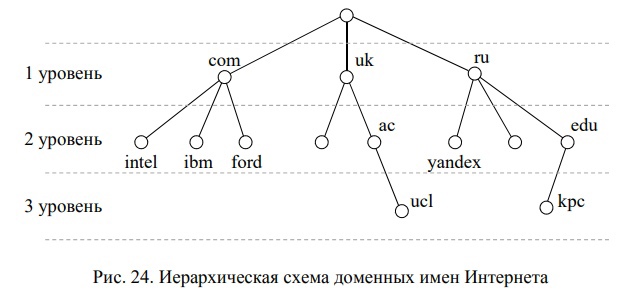 com uk ru
1 уровень
ac edu
2 уровень
intel ibm ford yandex
3 уровень ucl kpc
Рис. 24. Иерархическая схема доменных имен Интернета